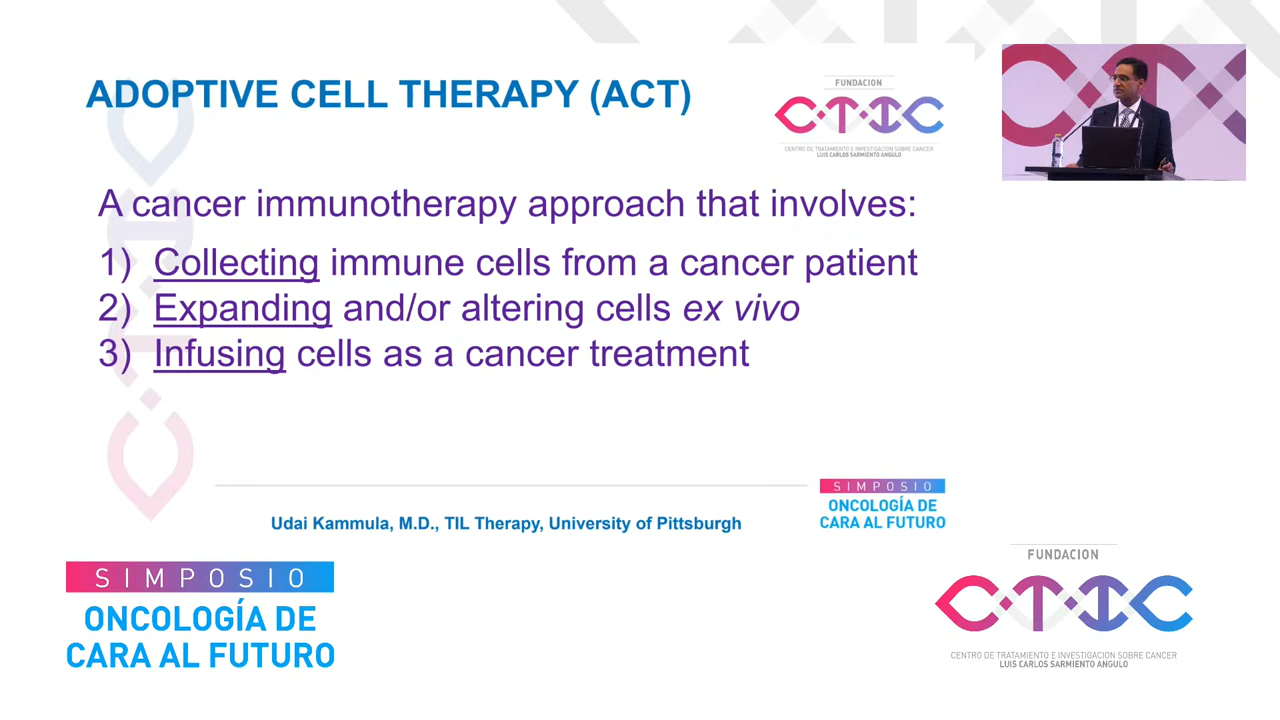 ADOPTIVE CELL THERAPY (ACT)
FUNDACION
C·T·I·C
CENTRO DE TRATAMIENTO E INVESTIGACION SOBRE CANCER
LUIS CARLOS SARMIENTO ANGULO
A cancer immunotherapy approach that involves:
1) Collecting immune cells from a cancer patient
2) Expanding and/or altering cells ex vivo
3) Infusing cells as a cancer treatment
SIMPOSIO
ONCOLOGÍA DE
CARA AL FUTURO
Udai Kammula, M.D., TIL Therapy, University of Pittsburgh
SIMPOSIO
ONCOLOGÍA DE
CARA AL FUTURO
FUNDACION
C·T·I·C
CENTRO DE TRATAMIENTO E INVESTIGACION SOBRE CANCER
LUIS CARLOS SARMIENTO ANGULO